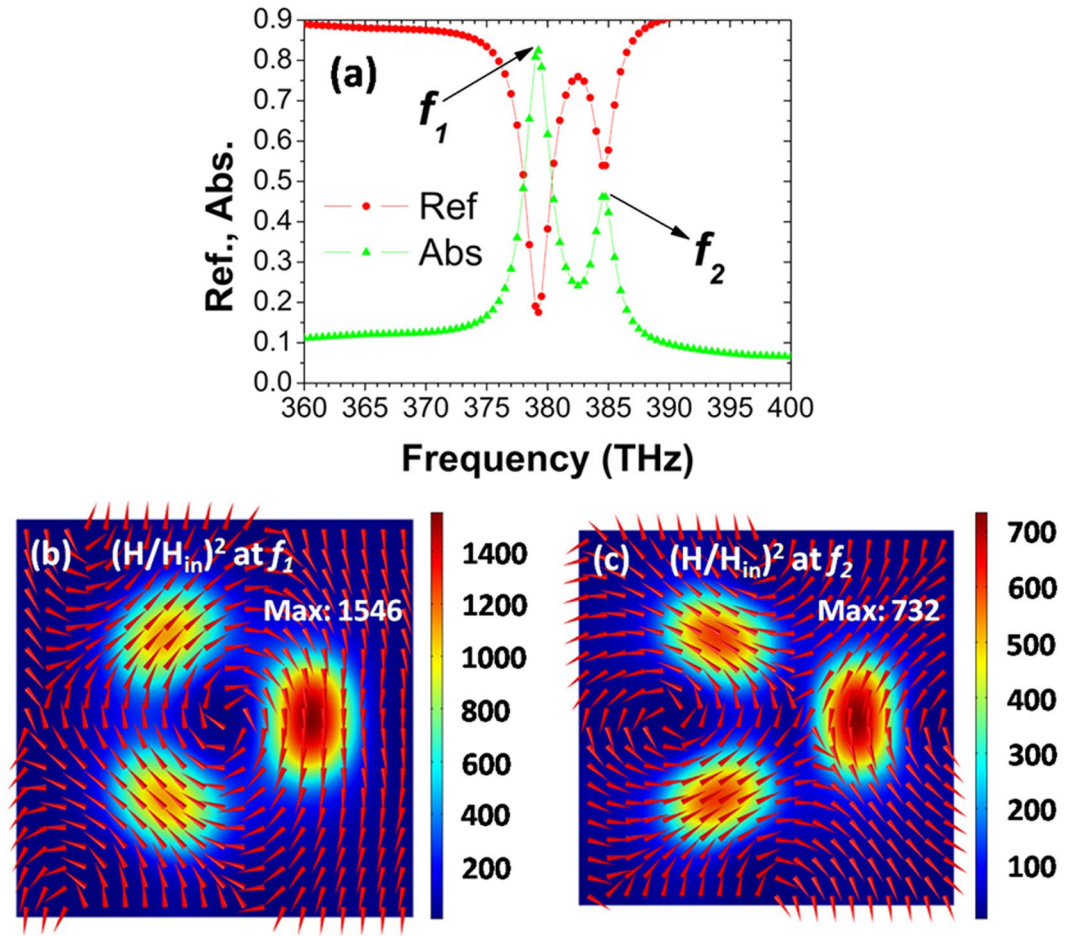 (a)
f1
f2
Ref
Abs
Ref., Abs.
0.9
0.8
0.7
0.6
0.5
0.4
0.3
0.2
0.1
0.0
360 365 370 375 380 385 390 395 400
Frequency (THz)
(b) (H/Hin)2 at f1
Max: 1546
1400
1200
1000
800
600
400
200
(c) (H/Hin)2 at f2
Max: 732
700
600
500
400
300
200
100